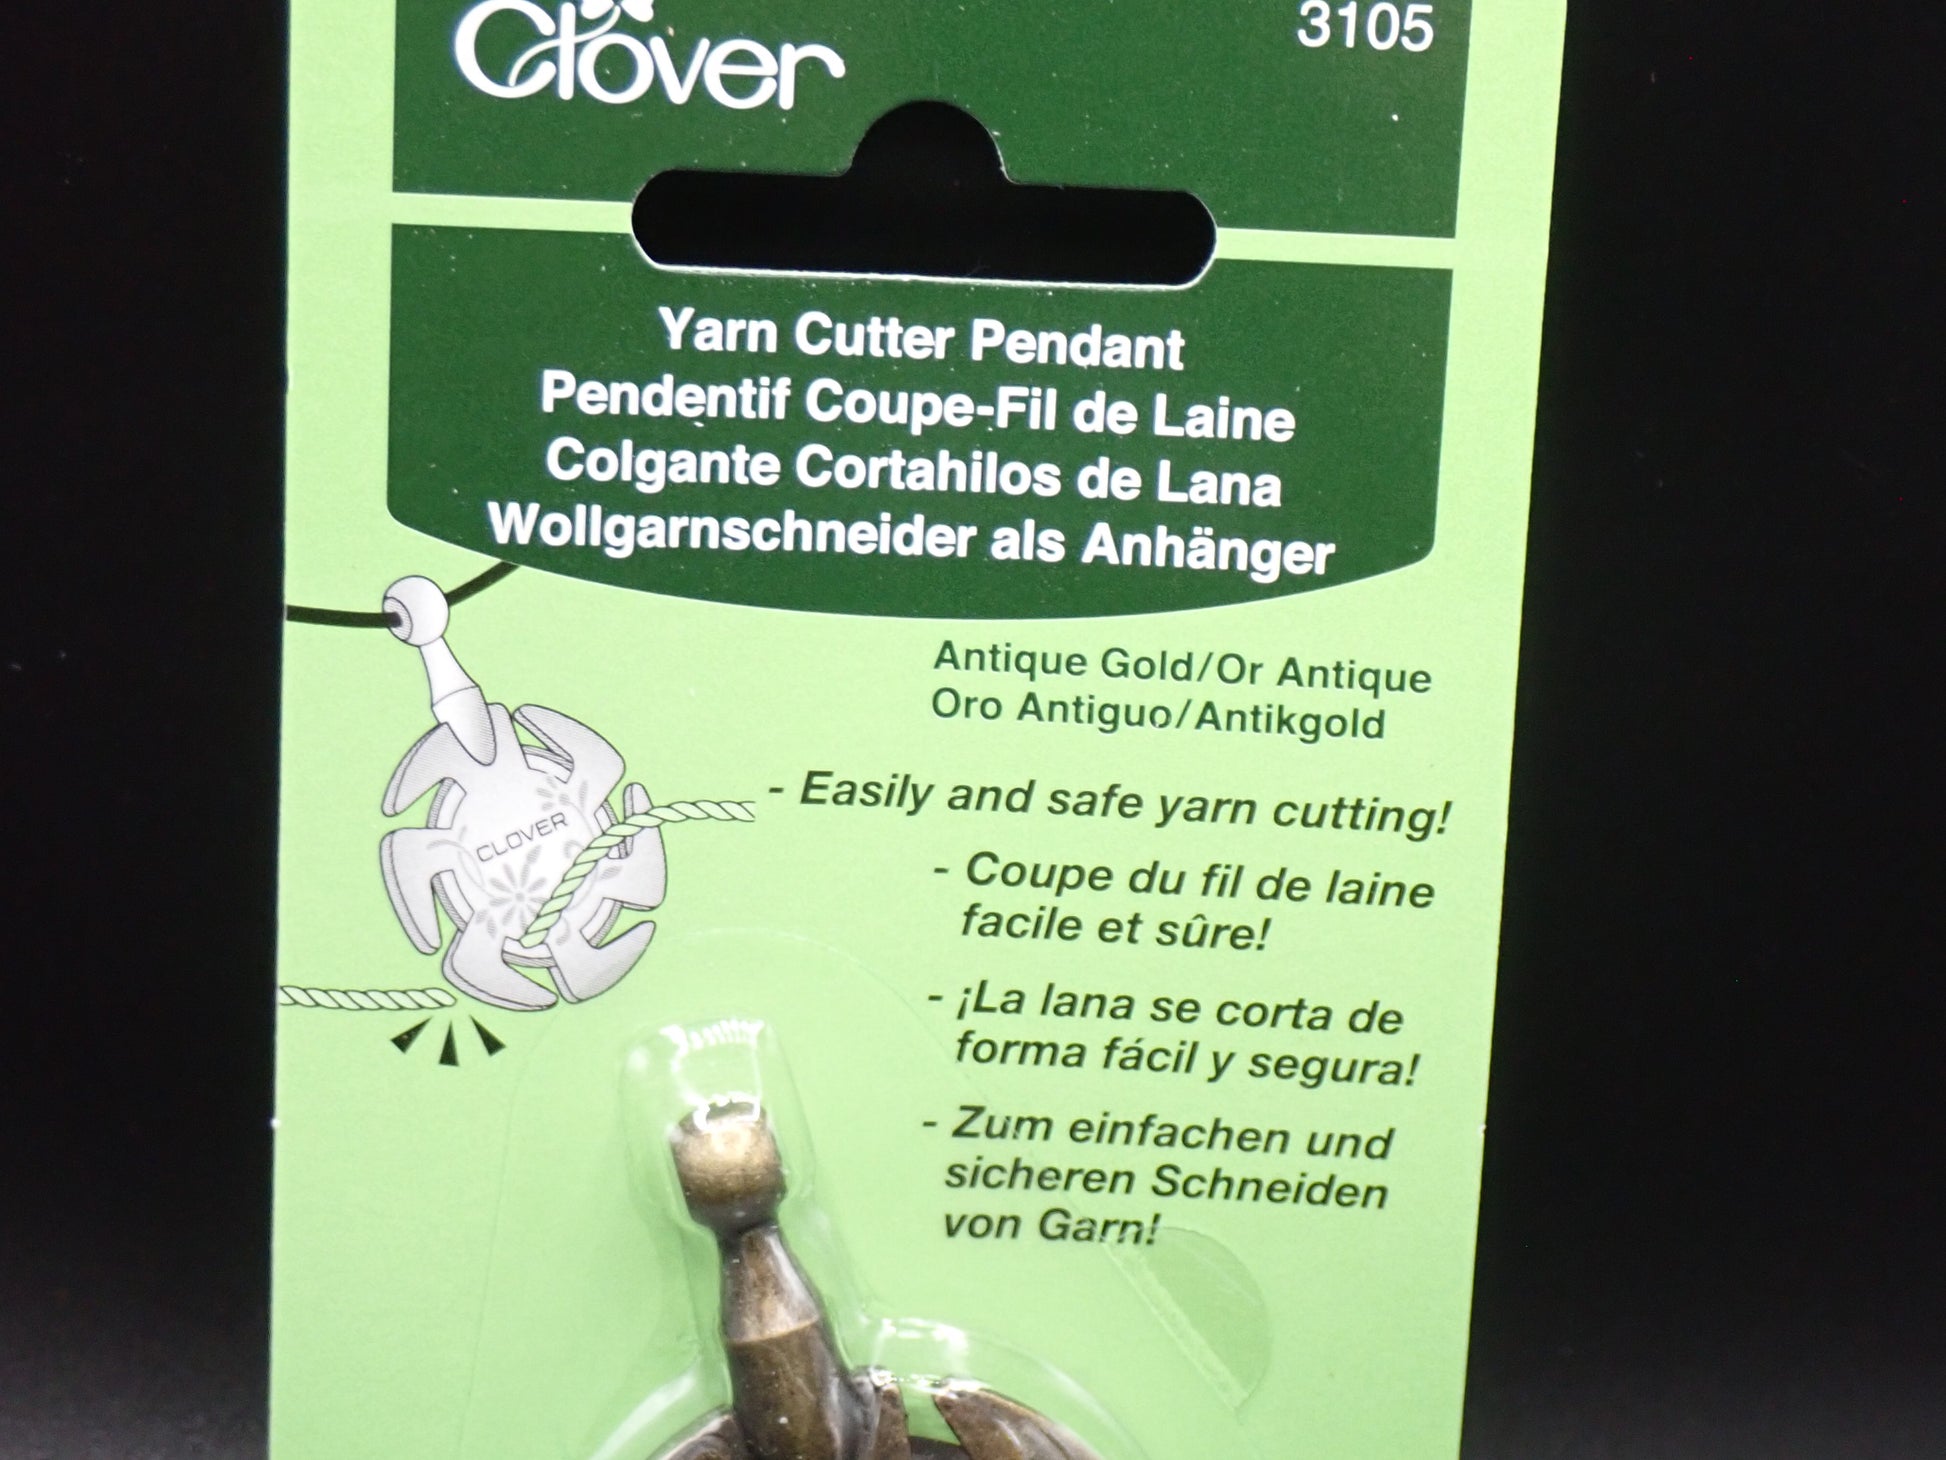 Clover
3105
Yarn Cutter Pendant
Pendentif Coupe-Fil de Laine
Colgante Cortahilos de Lana
Wollgarnschneider als Anhänger
Antique Gold/Or Antique
Oro Antiguo/Antikgold
- Easily and safe yarn cutting!
- Coupe du fil de laine
facile et sûre!
- ¡La lana se corta de
forma fácil y segura!
- Zum einfachen und
sicheren Schneiden
von Garn!
CLOVER